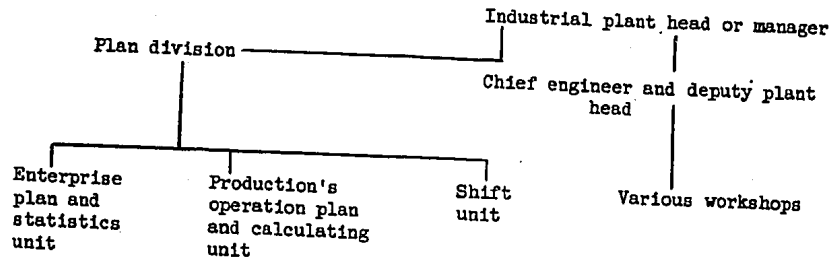 Industrial plant head or manager
Plan division
Chief engineer and deputy plant
head
Enterprise
plan and
statistics
unit
Production's
operation plan
and calculating
unit
Shift
unit
Various workshops